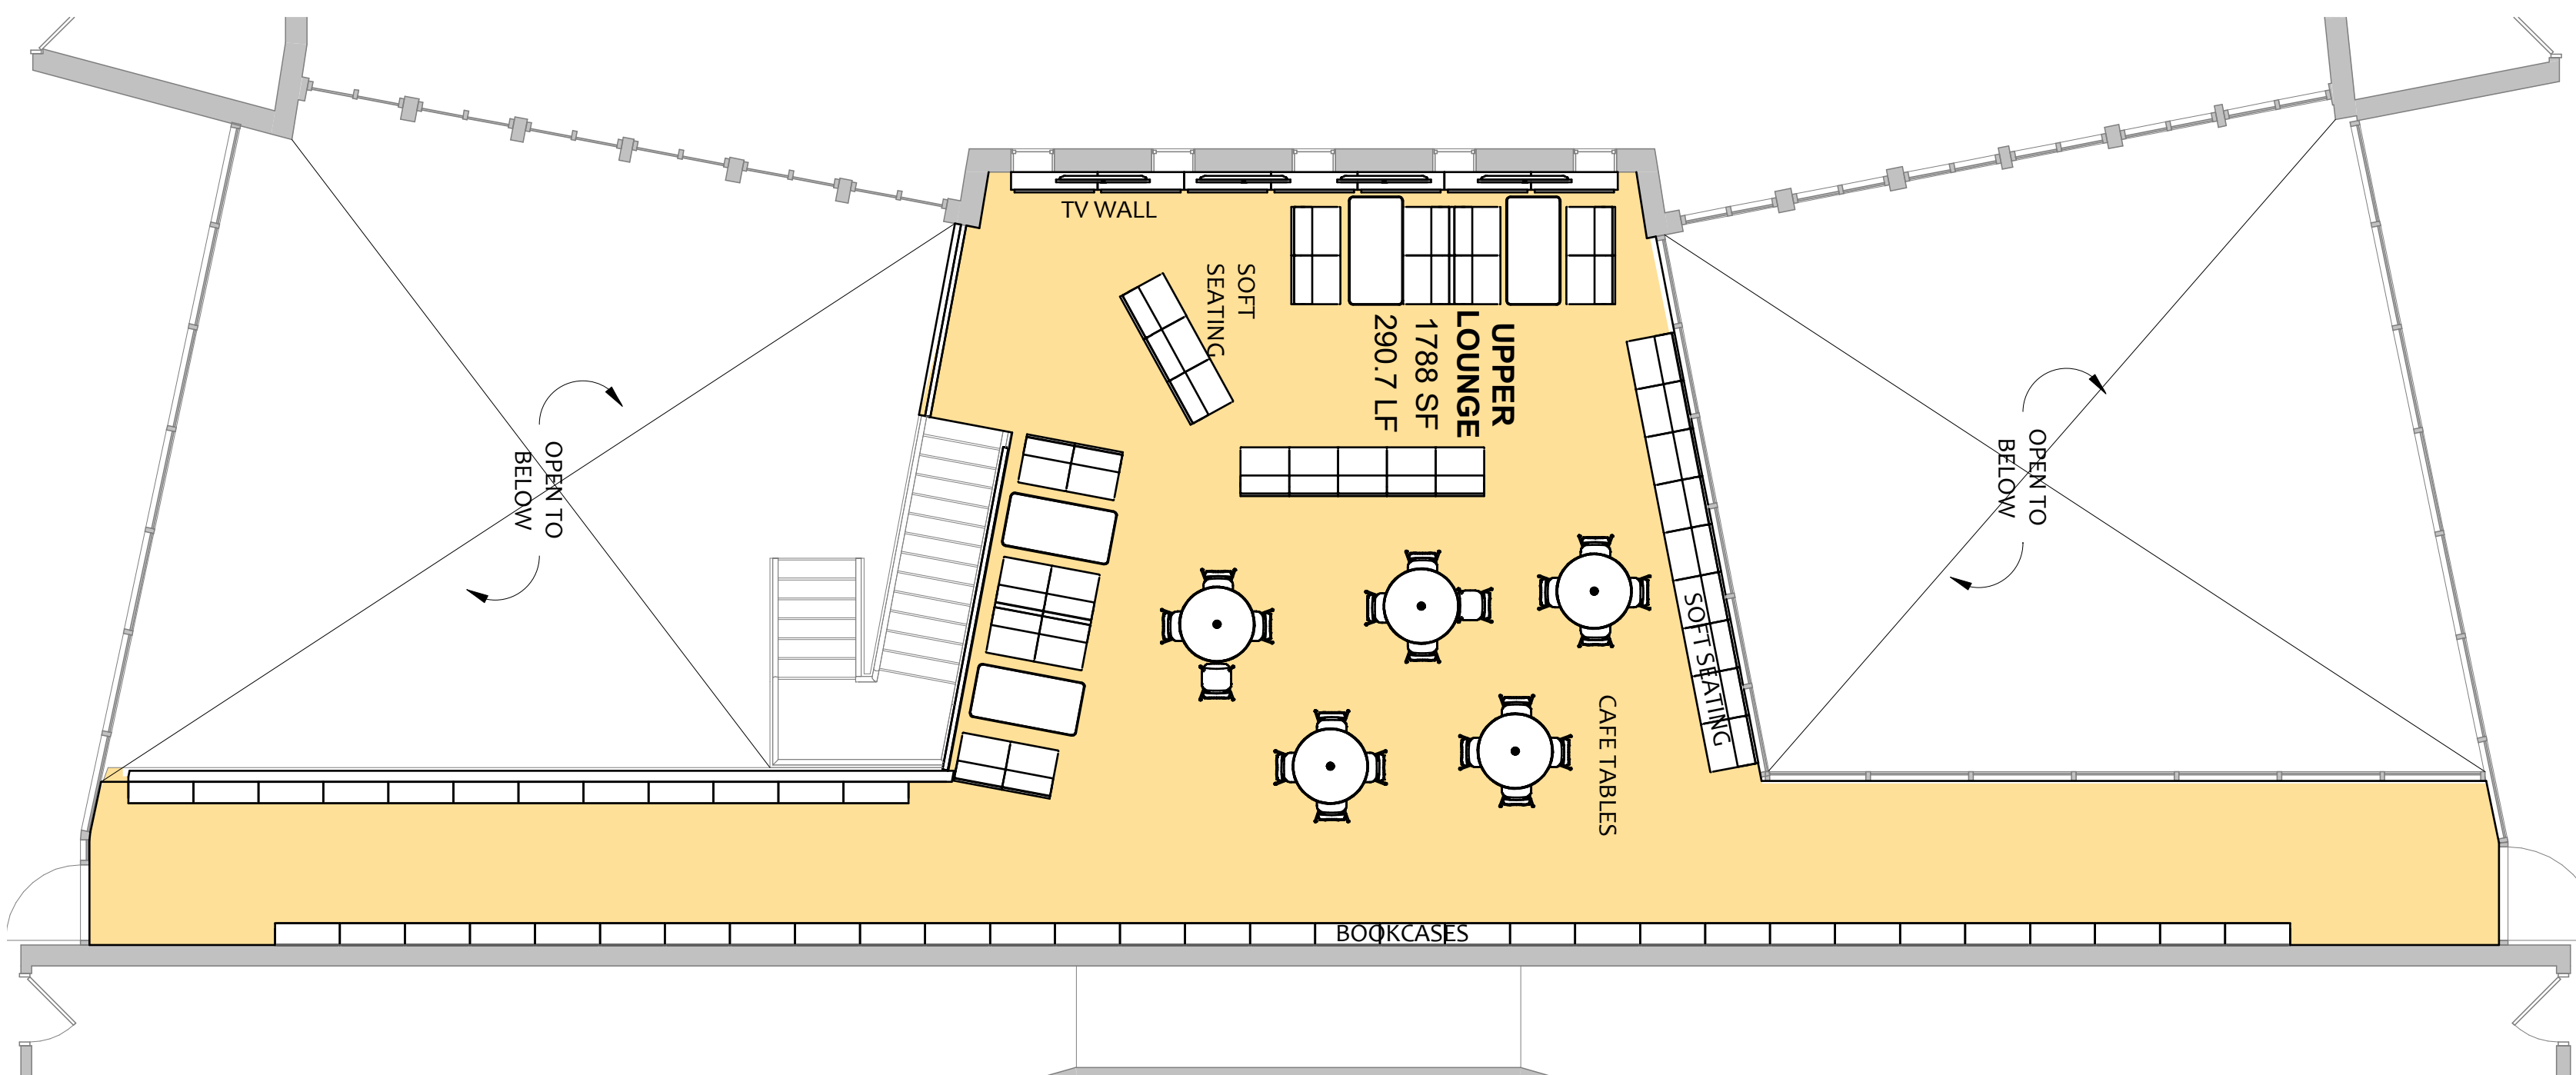 TV WALL
SOFT
SEATING
UPPER
LOUNGE
1788 SF
290.7 LF
OPEN TO
BELOW
OPEN TO
BELOW
SOFT SEATING
CAFE TABLES
BOOKCASES